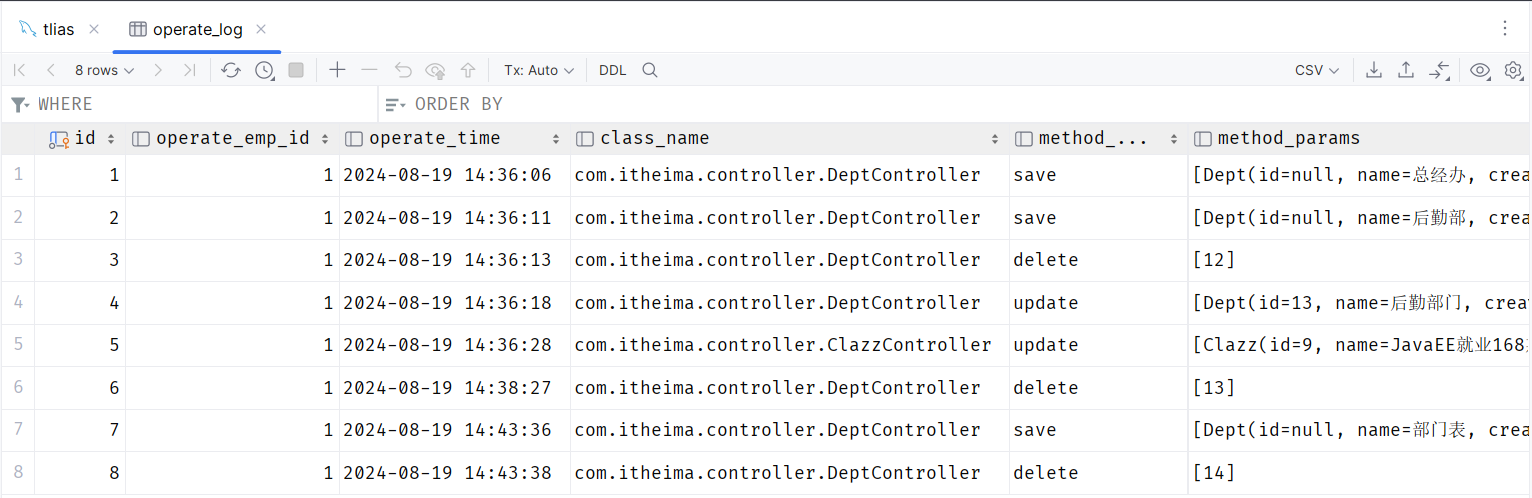 tlias operate_log
8 rows Tx: Auto DDL CSV
WHERE ORDER BY
id operate_emp_id operate_time class_name method_... method_params
1 1 1 2024-08-19 14:36:06 com.itheima.controller.DeptController save [Dept(id=null, name=总经办, crea
2 2 1 2024-08-19 14:36:11 com.itheima.controller.DeptController save [Dept(id=null, name=后勤部, crea
3 3 1 2024-08-19 14:36:13 com.itheima.controller.DeptController delete [12]
4 4 1 2024-08-19 14:36:18 com.itheima.controller.DeptController update [Dept(id=13, name=后勤部门, crea
5 5 1 2024-08-19 14:36:28 com.itheima.controller.ClazzController update [Clazz(id=9, name=JavaEE就业168
6 6 1 2024-08-19 14:38:27 com.itheima.controller.DeptController delete [13]
7 7 1 2024-08-19 14:43:36 com.itheima.controller.DeptController save [Dept(id=null, name=部门表, crea
8 8 1 2024-08-19 14:43:38 com.itheima.controller.DeptController delete [14]